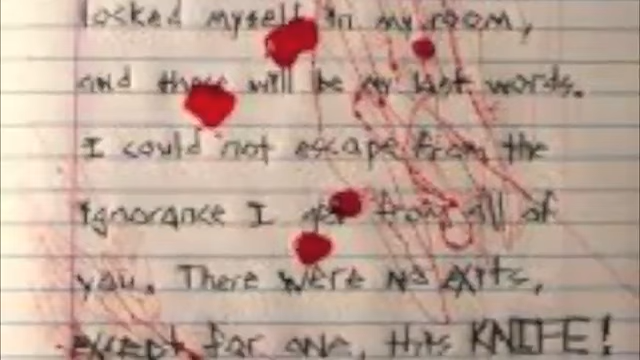 locked myself in my room,
and these will be my last words.
I could not escape from the
ignorance I get from all of
you. There were no exits,
except for one, this KNIFE!